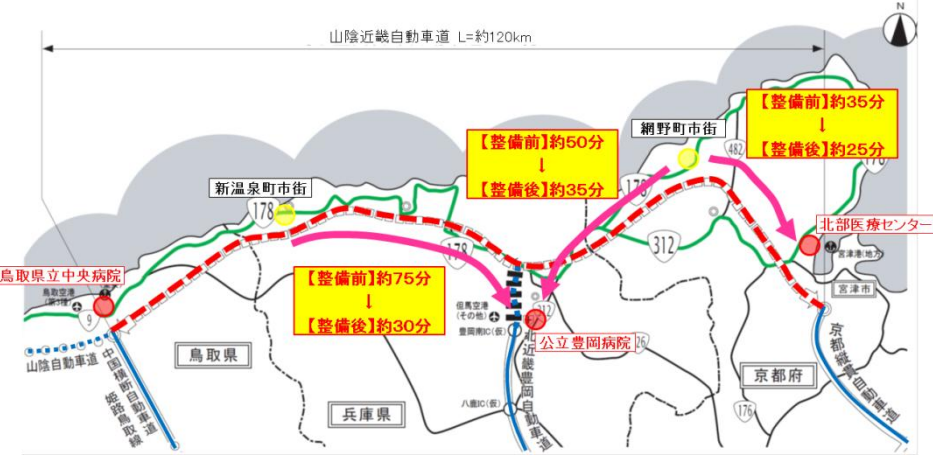 N
山陰近畿自動車道 L=約120km
【整備前】約35分
↓
【整備後】約25分
網野町市街
482
178
【整備前】約50分
↓
【整備後】約35分
新温泉町市街
178
178
178
312
北部医療センター
宮津港(地方)
宮津市
鳥取県立中央病院
鳥取空港
9
【整備前】約75分
↓
【整備後】約30分
但馬空港
(その他)
豊岡南IC(仮)
312
公立豊岡病院
26
山陰自動車道
中国横断自動車道
姫路鳥取線
鳥取県
兵庫県
八鹿IC(仮)
北近畿豊岡自動車道
京都府
176
京都縦貫自動車道